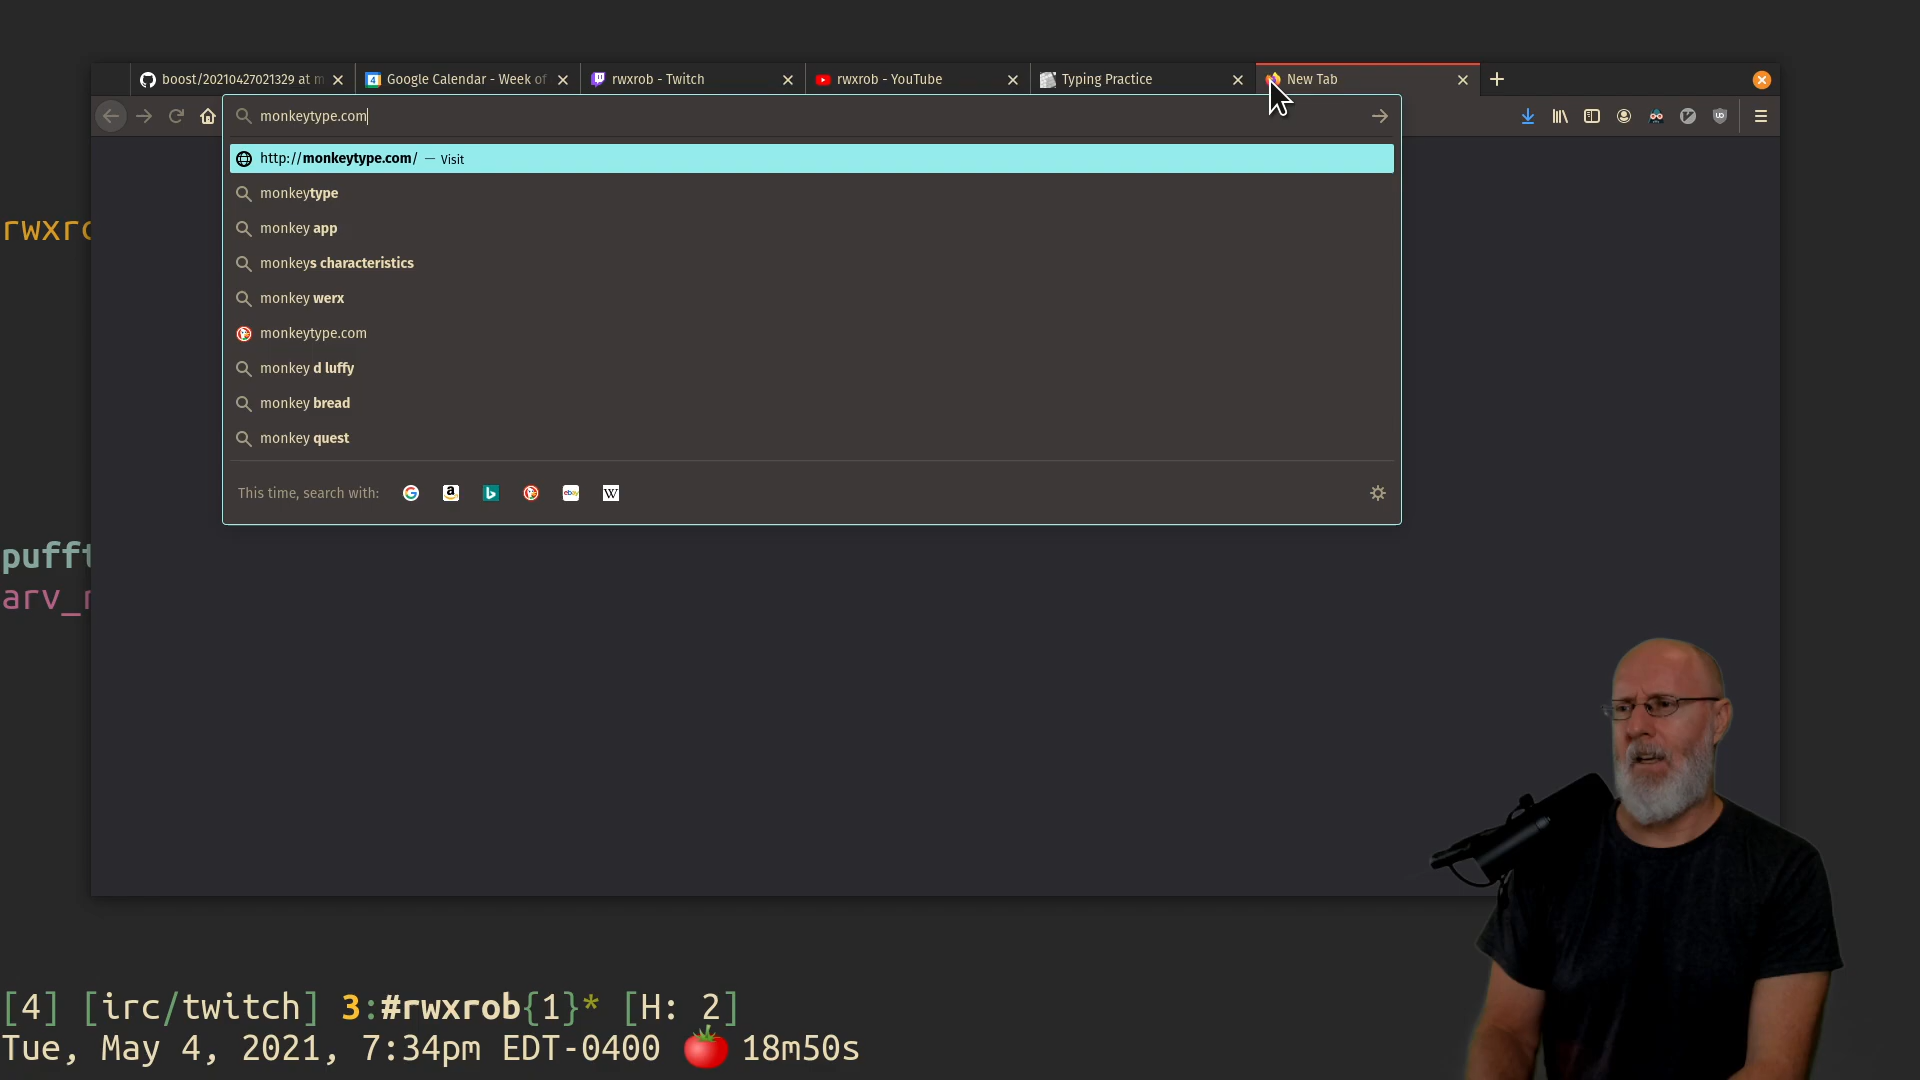 boost/20210427021329 at m
Google Calendar - Week of
rwxrob - Twitch
rwxrob - YouTube
Typing Practice
New Tab
monkeytype.com
http://monkeytype.com/ — Visit
monkeytype
monkey app
monkeys characteristics
monkey werx
monkeytype.com
monkey d luffy
monkey bread
monkey quest
This time, search with:
rwxro
pufft
arv_r
[4] [irc/twitch] 3:#rwxrob{1}* [H: 2]
Tue, May 4, 2021, 7:34pm EDT-0400 🍅 18m50s